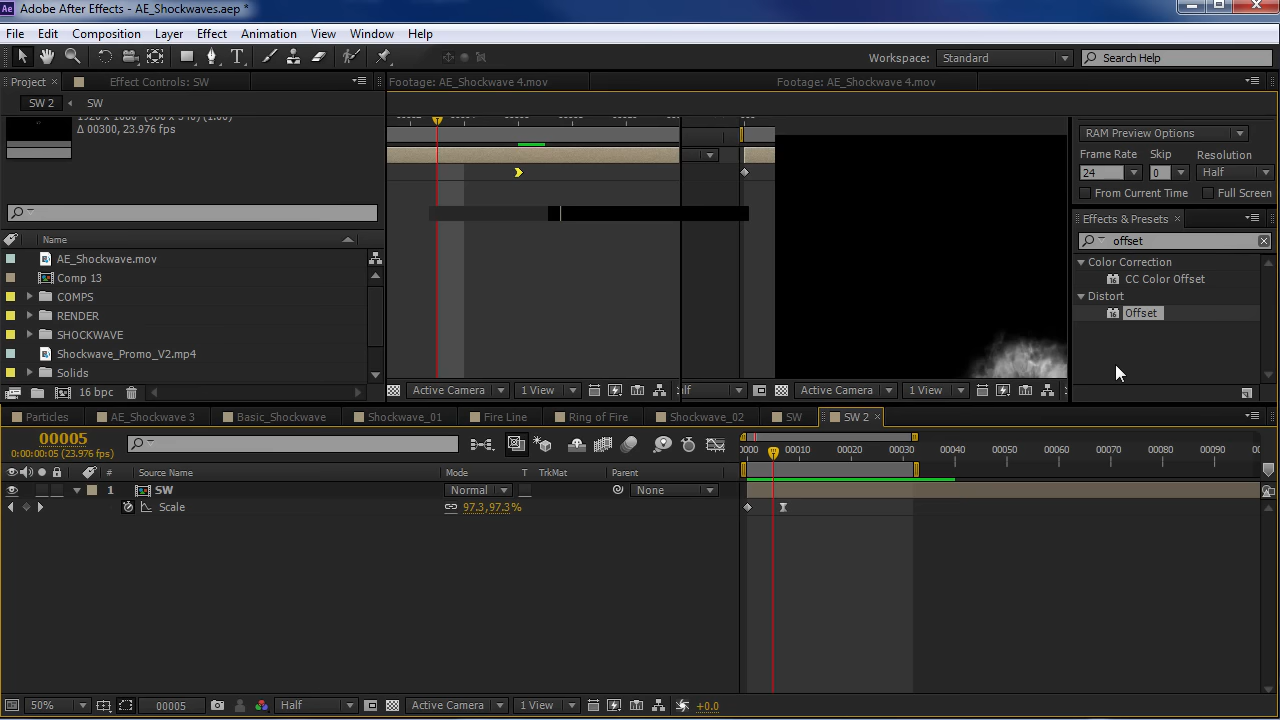 Ae Adobe After Effects - AE_Shockwaves.aep *
File Edit Composition Layer Effect Animation View Window Help
Workspace: Standard Search Help
Project Effect Controls: SW Footage: AE_Shockwave 4.mov Footage: AE_Shockwave 4.mov
SW 2 SW
Δ 00300, 23.976 fps
RAM Preview Options
Frame Rate Skip Resolution
24 0 Half
From Current Time Full Screen
Effects & Presets
offset
Color Correction
CC Color Offset
Distort
Offset
Name
AE_Shockwave.mov
Comp 13
COMPS
RENDER
SHOCKWAVE
Shockwave_Promo_V2.mp4
Solids
16 bpc
Active Camera 1 View Active Camera 1 View
Particles AE_Shockwave 3 Basic_Shockwave Shockwave_01 Fire Line Ring of Fire Shockwave_02 SW SW 2
00005
0:00:00:05 (23.976 fps)
00010 00020 00030 00040 00050 00060 00070 00080 00090
# Source Name Mode T TrkMat Parent
1 SW Normal None
Scale 97.3,97.3%
50% 00005 Half Active Camera 1 View +0.0